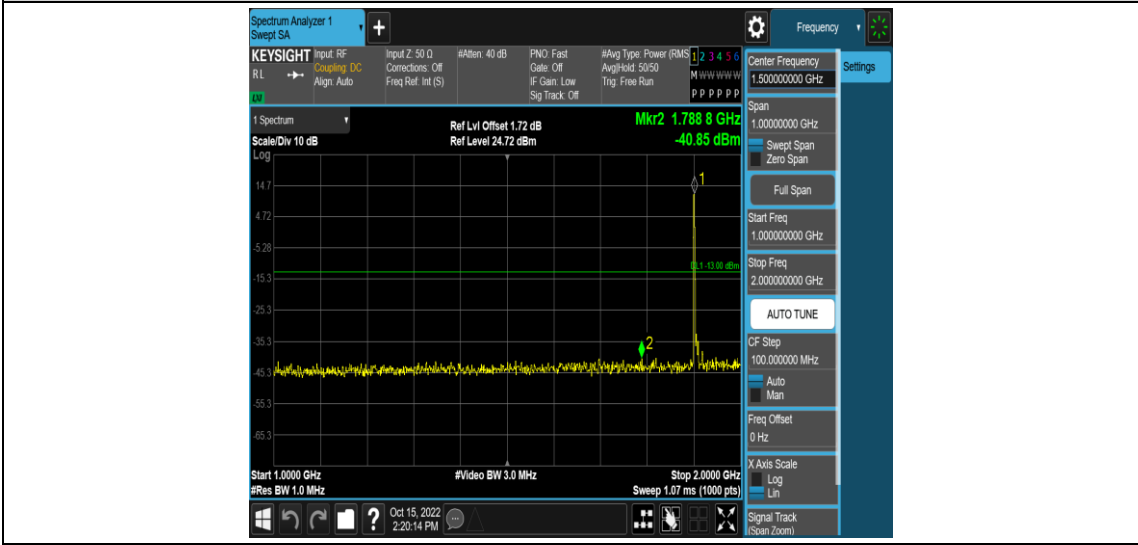 Spectrum Analyzer 1
Swept SA
+
Frequency
KEYSIGHT
RL
LM
Input: RF
Coupling: DC
Align: Auto
Input Z: 50 Ω
Corrections: Off
Freq Ref: Int (S)
#Atten: 40 dB
PNO: Fast
Gate: Off
IF Gain: Low
Sig Track: Off
#Avg Type: Power (RMS
Avg|Hold: 50/50
Trig: Free Run
1 2 3 4 5 6
M W W W W W
P P P P P P
1 Spectrum
Scale/Div 10 dB
Log
Ref Lvl Offset 1.72 dB
Ref Level 24.72 dBm
Mkr2 1.788 8 GHz
-40.85 dBm
14.7
4.72
-5.28
-15.3
-25.3
-35.3
-45.3
-55.3
-65.3
1
DL1 -13.00 dBm
2
Start 1.0000 GHz
#Res BW 1.0 MHz
#Video BW 3.0 MHz
Stop 2.0000 GHz
Sweep 1.07 ms (1000 pts)
Center Frequency
1.500000000 GHz
Settings
Span
1.00000000 GHz
Swept Span
Zero Span
Full Span
Start Freq
1.000000000 GHz
Stop Freq
2.000000000 GHz
AUTO TUNE
CF Step
100.000000 MHz
Auto
Man
Freq Offset
0 Hz
X Axis Scale
Log
Lin
Signal Track
(Span Zoom)
?
Oct 15, 2022
2:20:14 PM